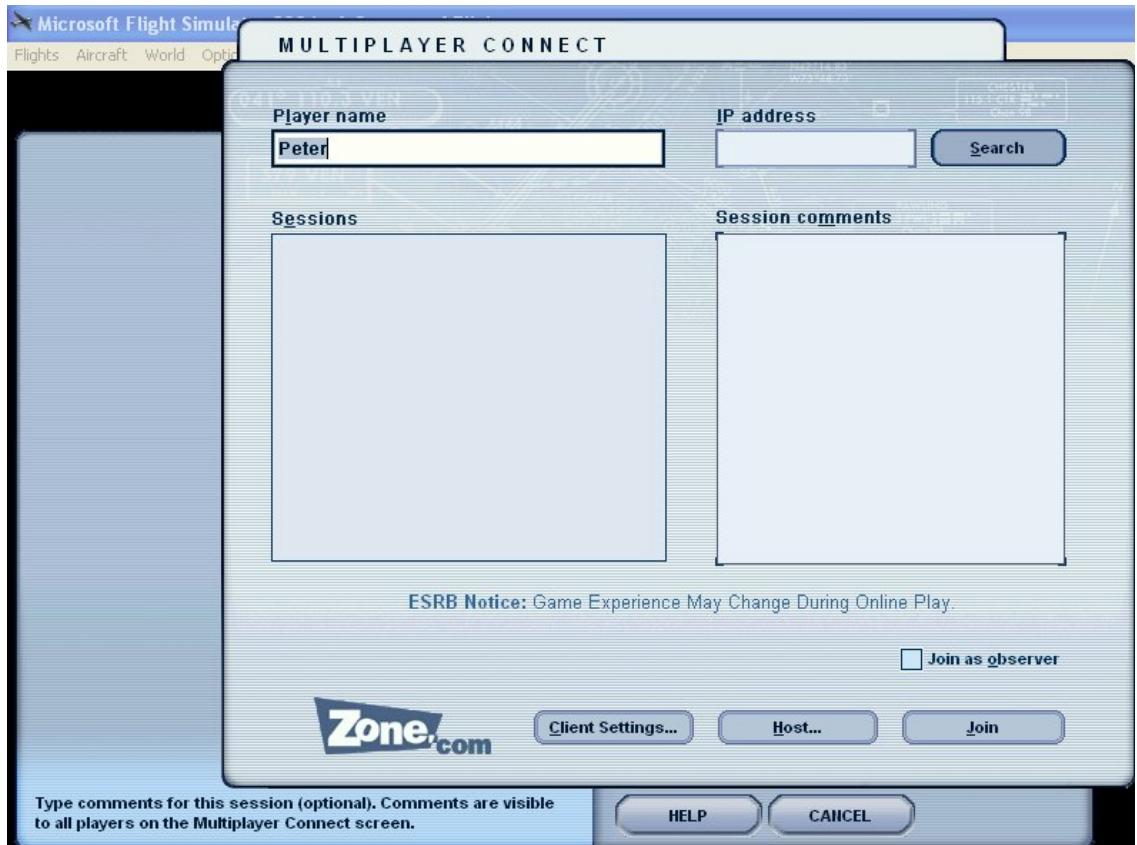 Microsoft Flight Simula
Flights Aircraft World Optio
MULTIPLAYER CONNECT
Player name
IP address
Peter
Search
Sessions
Session comments
ESRB Notice: Game Experience May Change During Online Play.
Join as observer
Zone.com
Client Settings...
Host...
Join
Type comments for this session (optional). Comments are visible
to all players on the Multiplayer Connect screen.
HELP
CANCEL